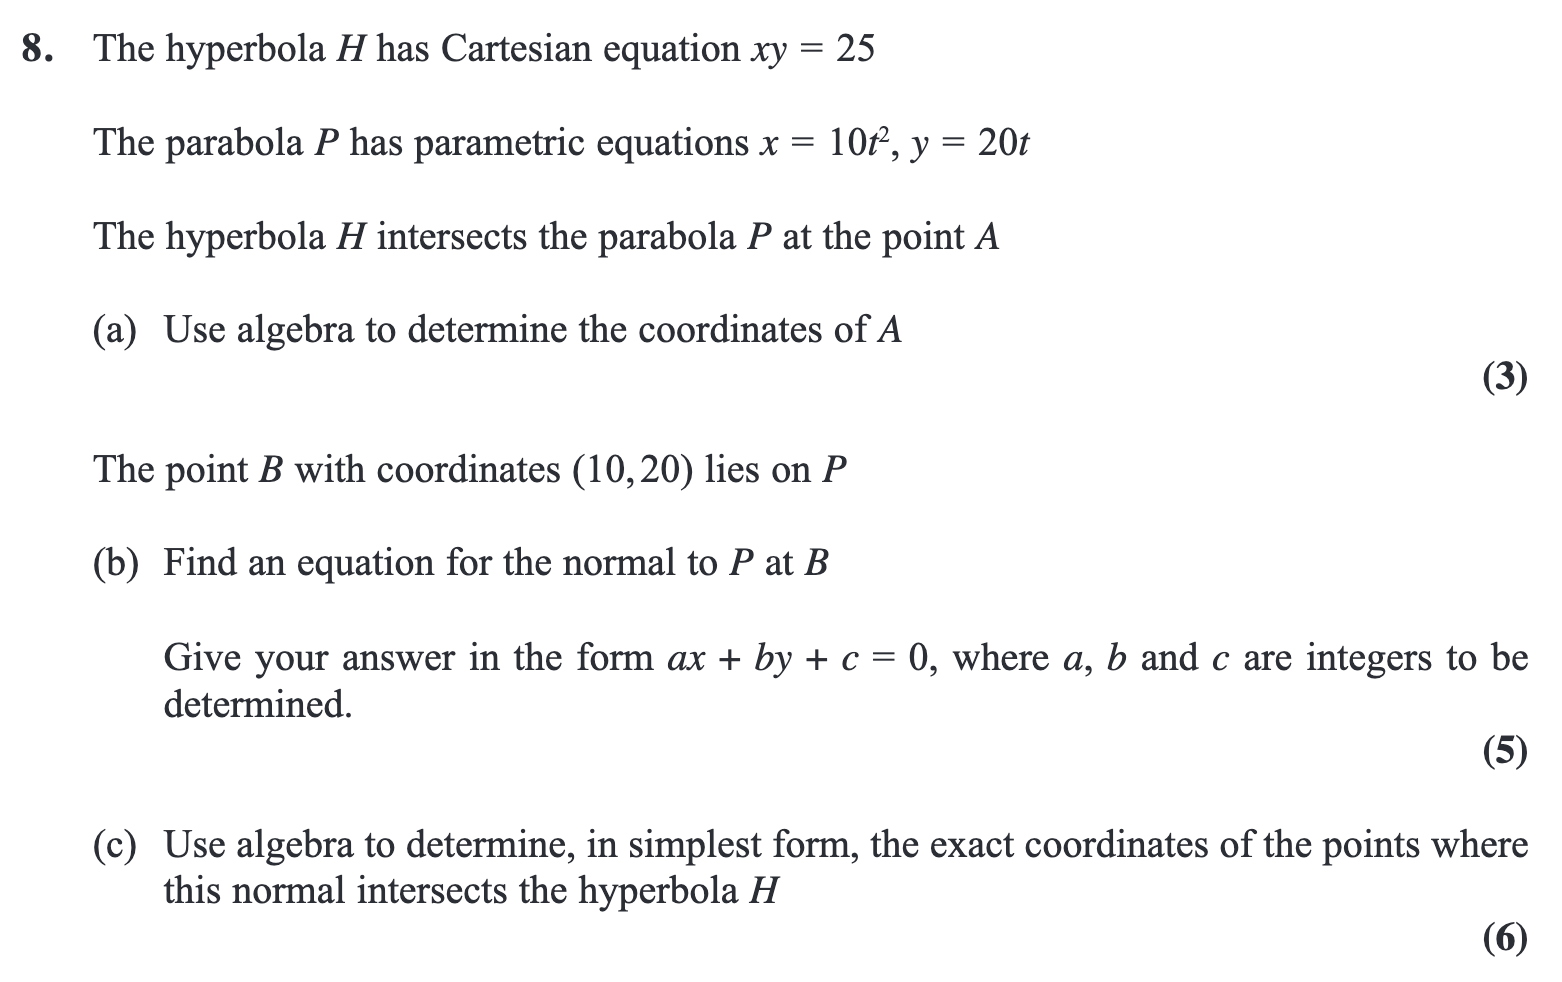 8. The hyperbola H has Cartesian equation xy = 25
The parabola P has parametric equations x = 10t², y = 20t
The hyperbola H intersects the parabola P at the point A
(a) Use algebra to determine the coordinates of A
(3)
The point B with coordinates (10, 20) lies on P
(b) Find an equation for the normal to P at B
Give your answer in the form ax + by + c = 0, where a, b and c are integers to be
determined.
(5)
(c) Use algebra to determine, in simplest form, the exact coordinates of the points where
this normal intersects the hyperbola H
(6)